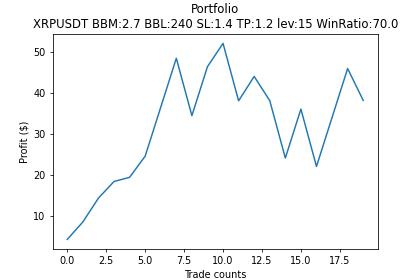 Portfolio
XRPUSDT BBM:2.7 BBL:240 SL:1.4 TP:1.2 lev:15 WinRatio:70.0
50
40
30
20
10
Profit ($)
0.0 2.5 5.0 7.5 10.0 12.5 15.0 17.5
Trade counts